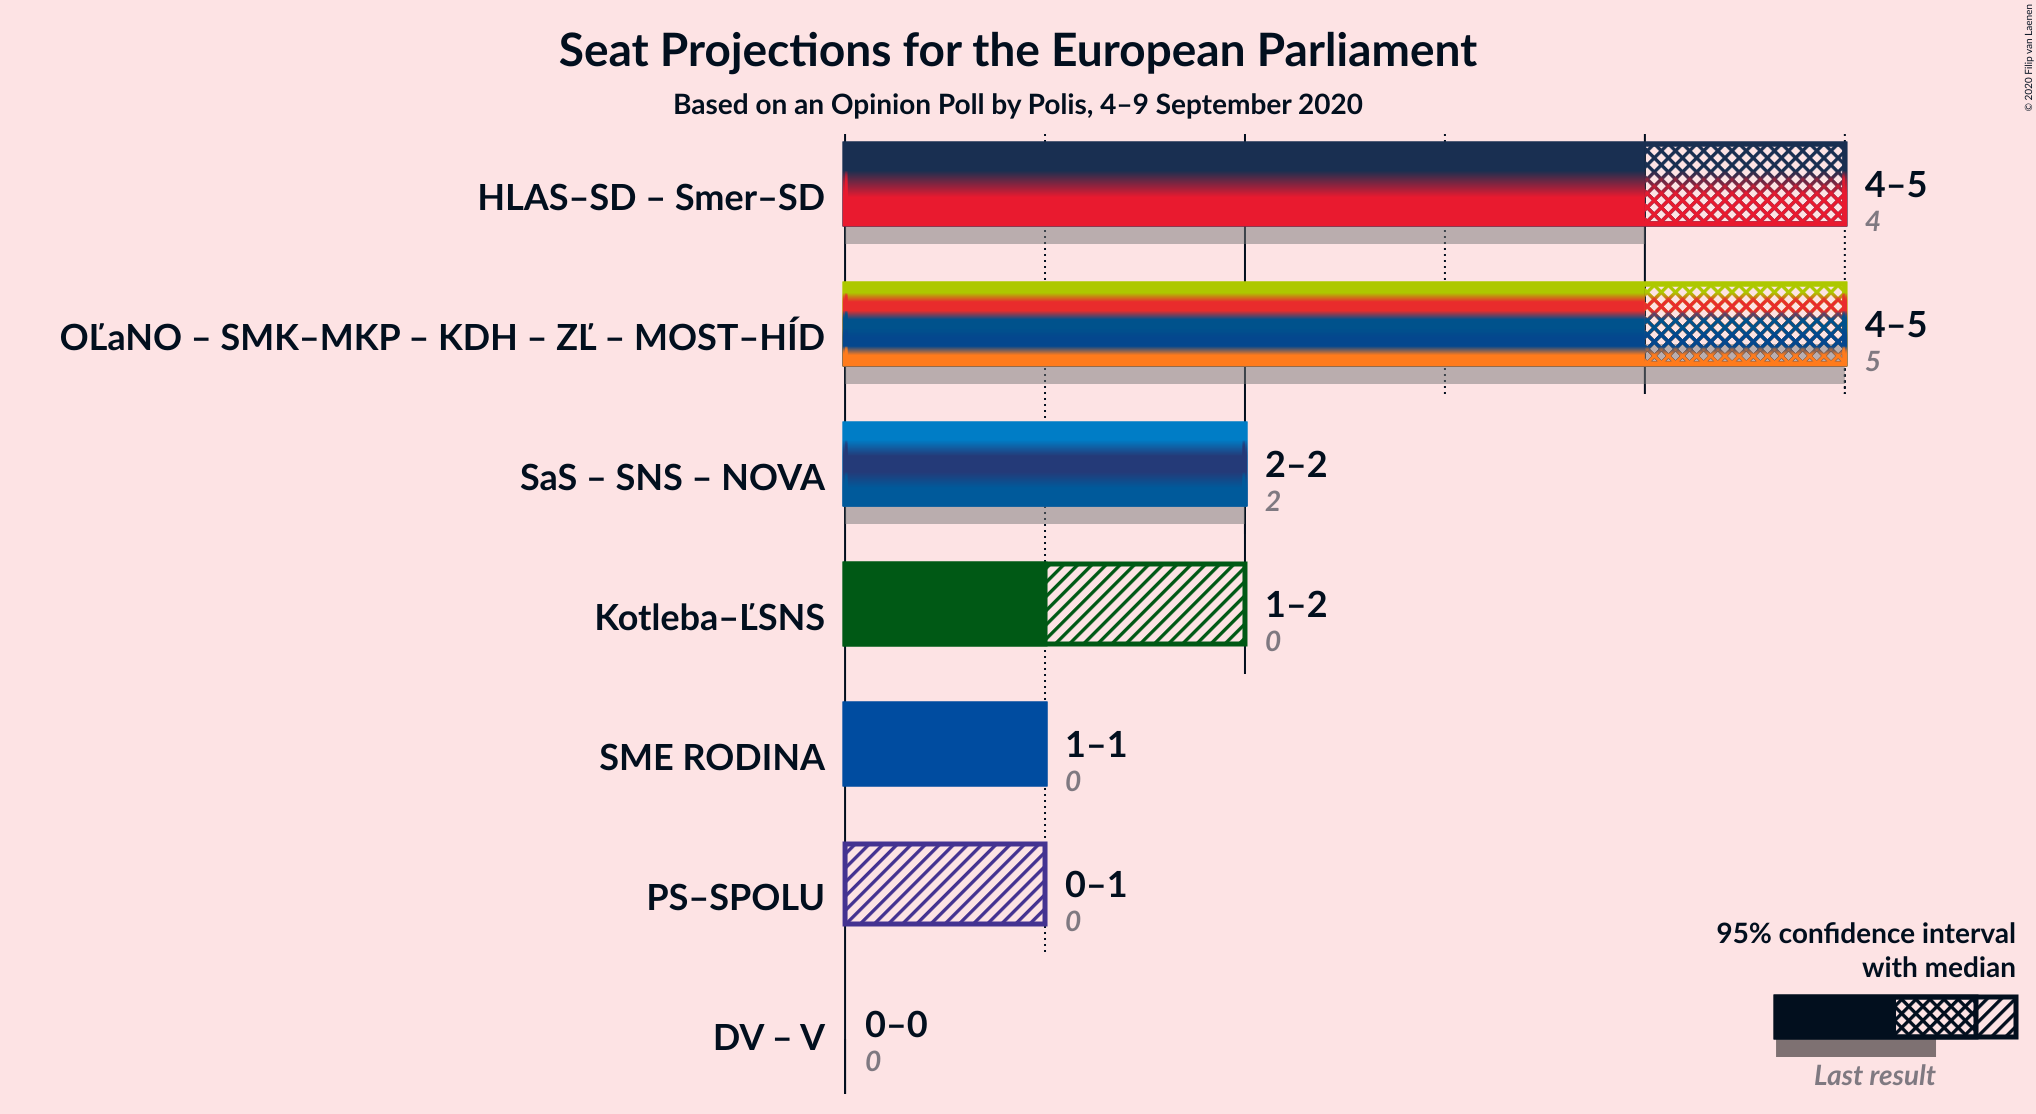 Seat Projections for the European Parliament
Based on an Opinion Poll by Polis, 4–9 September 2020
© 2020 Filip van Laenen
HLAS–SD – Smer–SD
4–5
4
OĽaNO – SMK–MKP – KDH – ZĽ – MOST–HÍD
4–5
5
SaS – SNS – NOVA
2–2
2
Kotleba–ĽSNS
1–2
0
SME RODINA
1–1
0
PS–SPOLU
0–1
0
DV – V
0–0
0
95% confidence interval
with median
Last result